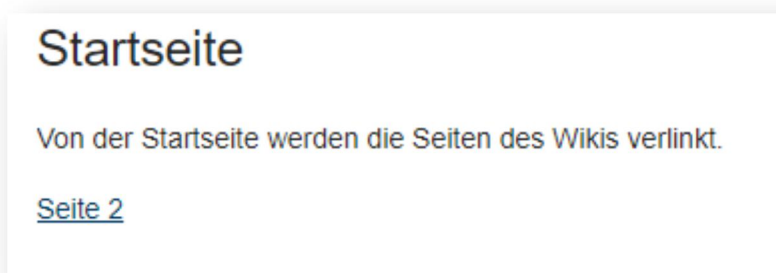 Startseite
Von der Startseite werden die Seiten des Wikis verlinkt.
Seite 2